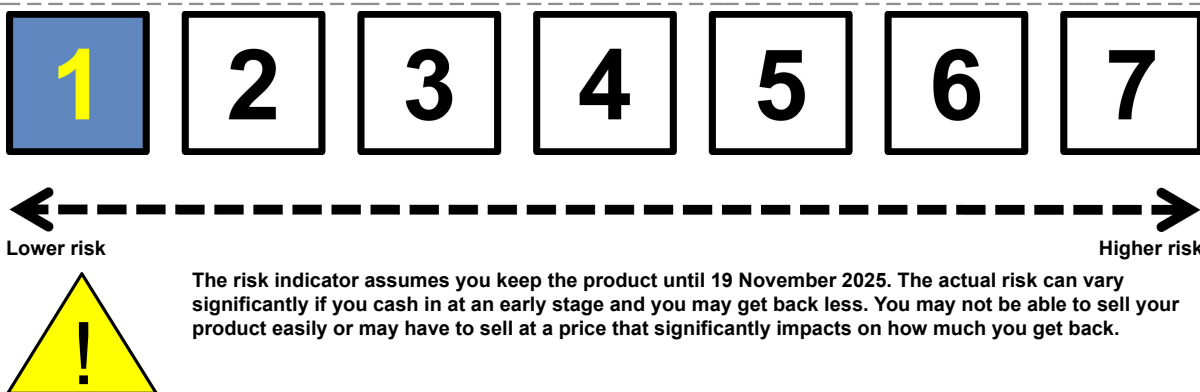 1 2 3 4 5 6 7
Lower risk Higher risk
The risk indicator assumes you keep the product until 19 November 2025. The actual risk can vary
significantly if you cash in at an early stage and you may get back less. You may not be able to sell your
product easily or may have to sell at a price that significantly impacts on how much you get back.
!